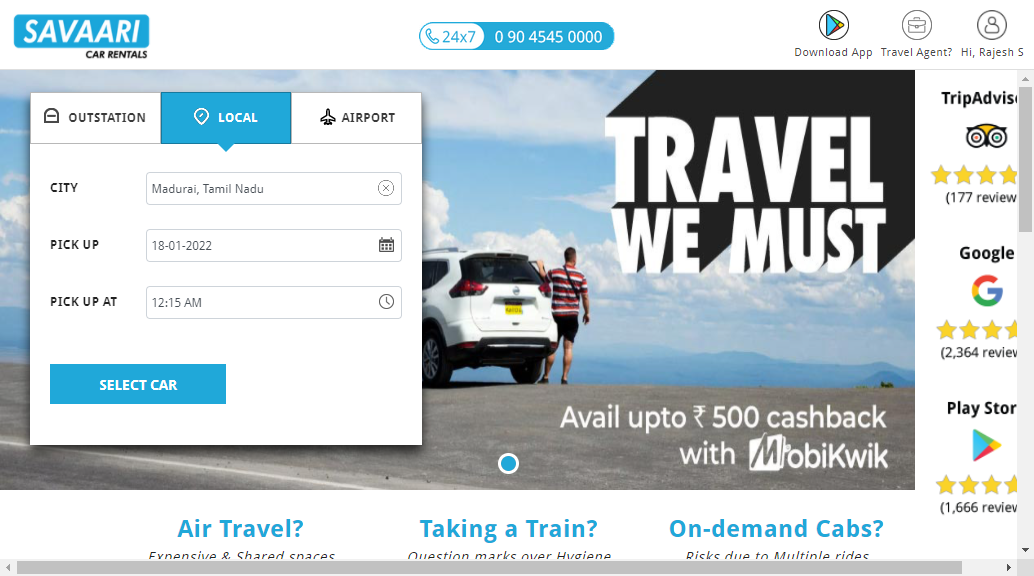 SAVAARI
CAR RENTALS
24x7 0 90 4545 0000
Download App
Travel Agent?
Hi, Rajesh S
OUTSTATION
LOCAL
AIRPORT
CITY
Madurai, Tamil Nadu
PICK UP
18-01-2022
PICK UP AT
12:15 AM
SELECT CAR
TRAVEL
WE MUST
Avail upto ₹ 500 cashback
with MobiKwik
TripAdvis
(177 review
Google
(2,364 review
Play Stor
(1,666 review
Air Travel?
Expensive & Shared spaces
Taking a Train?
Question marks over Hygiene
On-demand Cabs?
Risks due to Multiple rides